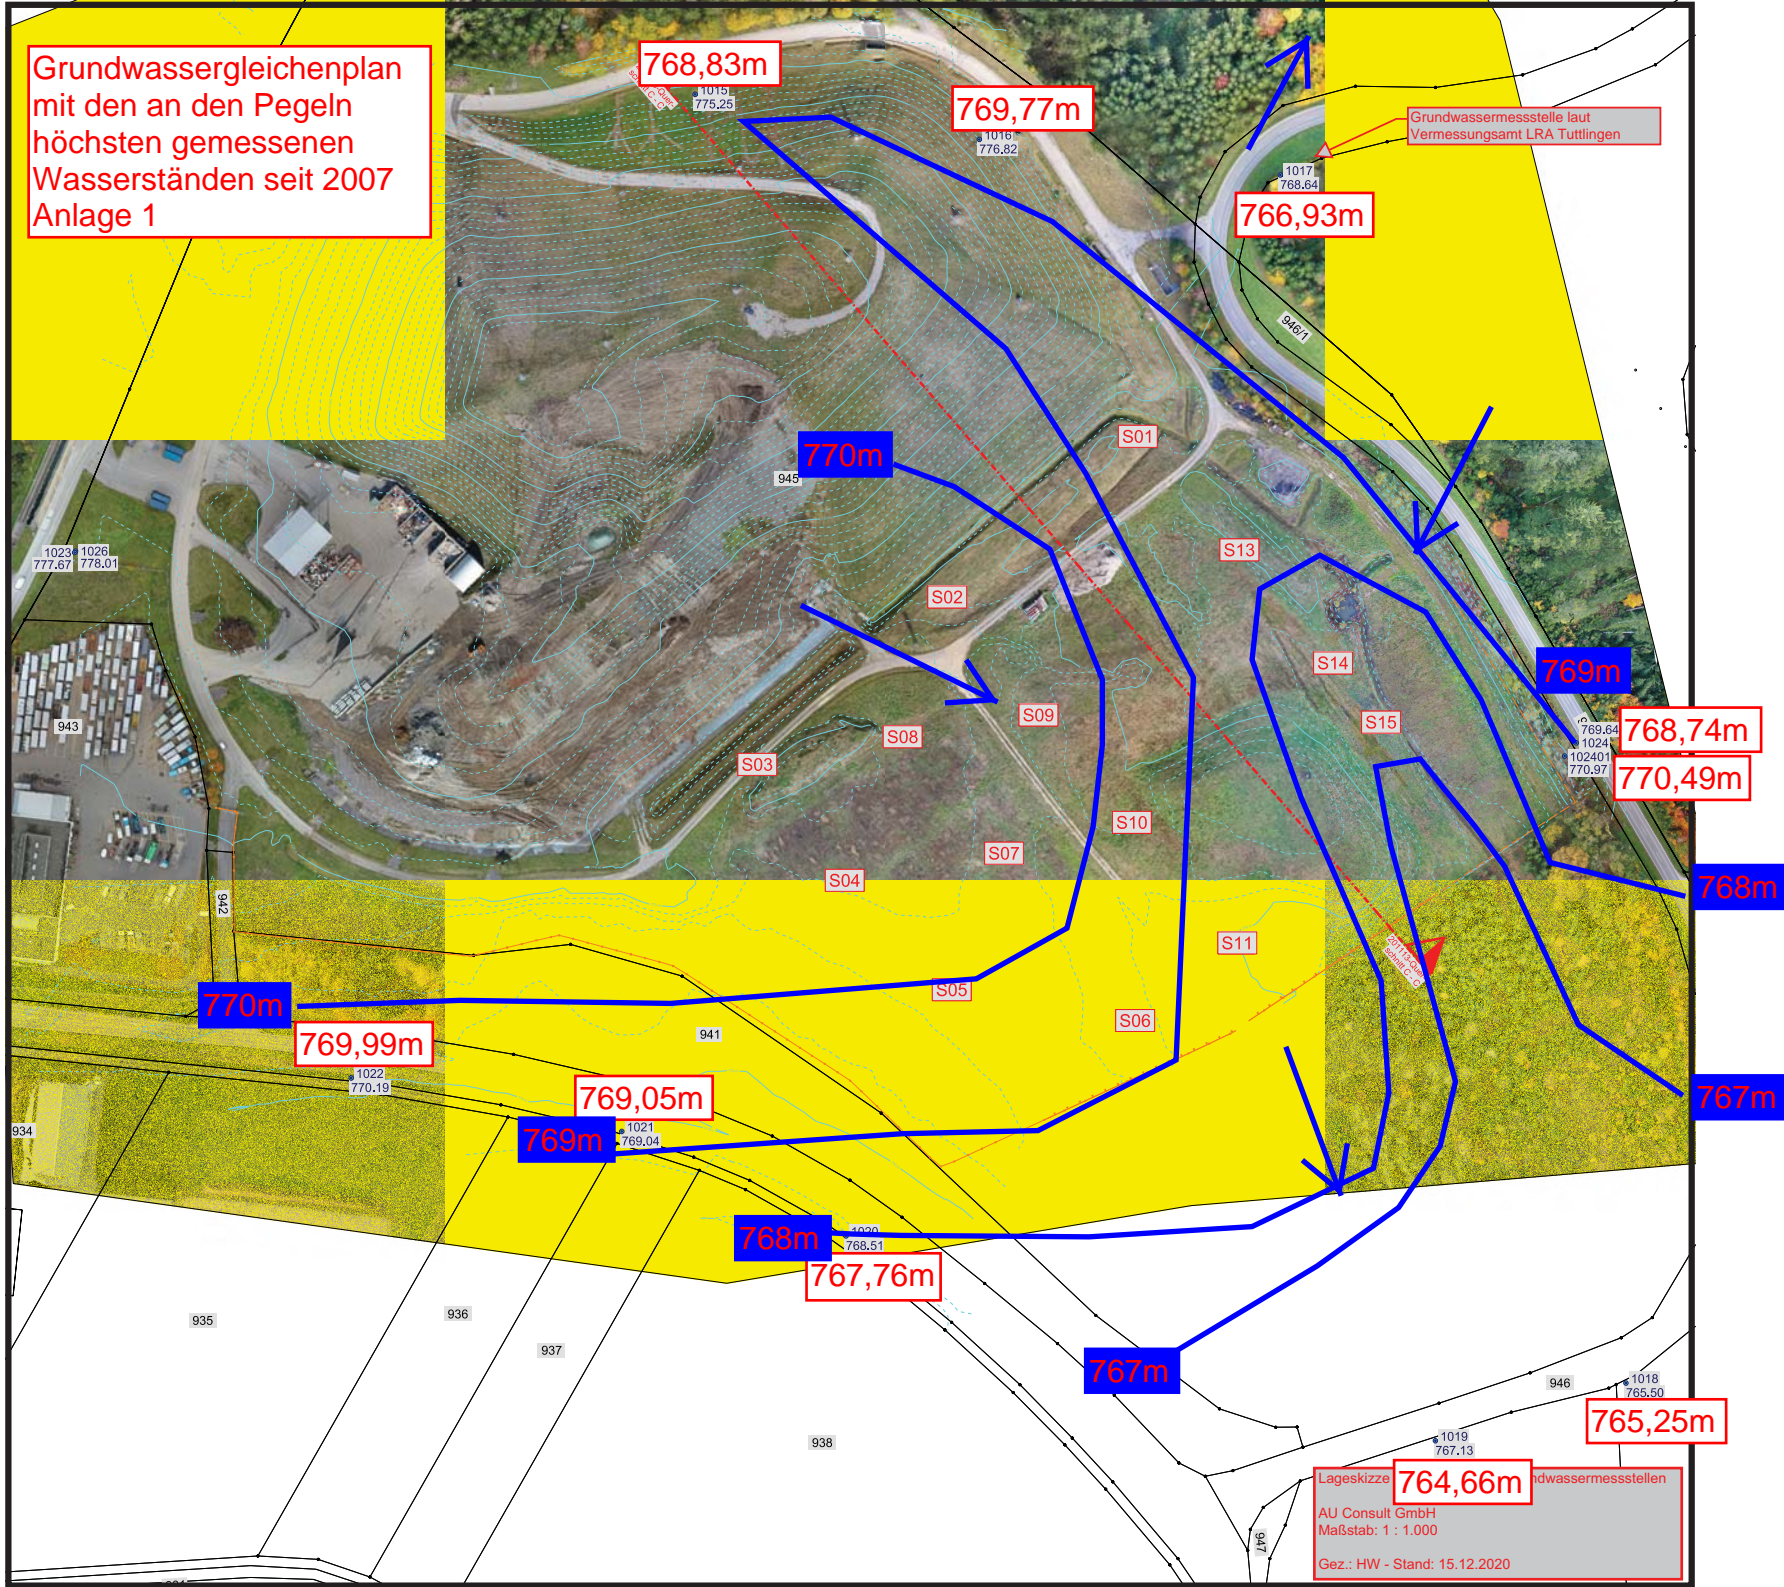 Grundwassergleichenplan
mit den an den Pegeln
höchsten gemessenen
Wasserständen seit 2007
Anlage 1
768,83m
1015
775.25
769,77m
1016
776.82
Grundwassermessstelle laut
Vermessungsamt LRA Tuttlingen
1017
768.64
766,93m
946/1
770m
945
S01
S13
S02
S14
S15
S09
S08
S03
S10
S07
S04
1023
777.67
1026
778.01
943
942
769m
769.64
1024
768,74m
102401
770.97
770,49m
768m
S11
S05
S06
schnitt C - C
770m
769,99m
1022
770.19
941
934
769,05m
1021
769.04
769m
767m
768m
1020
768.51
767,76m
935
936
937
938
767m
946
1018
765.50
765,25m
1019
767.13
764,66m
Lageskizze
ndwassermessstellen
AU Consult GmbH
Maßstab: 1 : 1.000
Gez.: HW - Stand: 15.12.2020
947